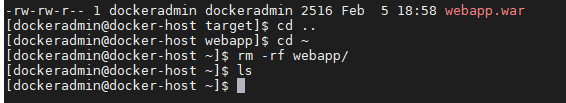 -rw-rw-r-- 1 dockeradmin dockeradmin 2516 Feb  5 18:58 webapp.war
[dockeradmin@docker-host target]$ cd ..
[dockeradmin@docker-host webapp]$ cd ~
[dockeradmin@docker-host ~]$ rm -rf webapp/
[dockeradmin@docker-host ~]$ ls
[dockeradmin@docker-host ~]$